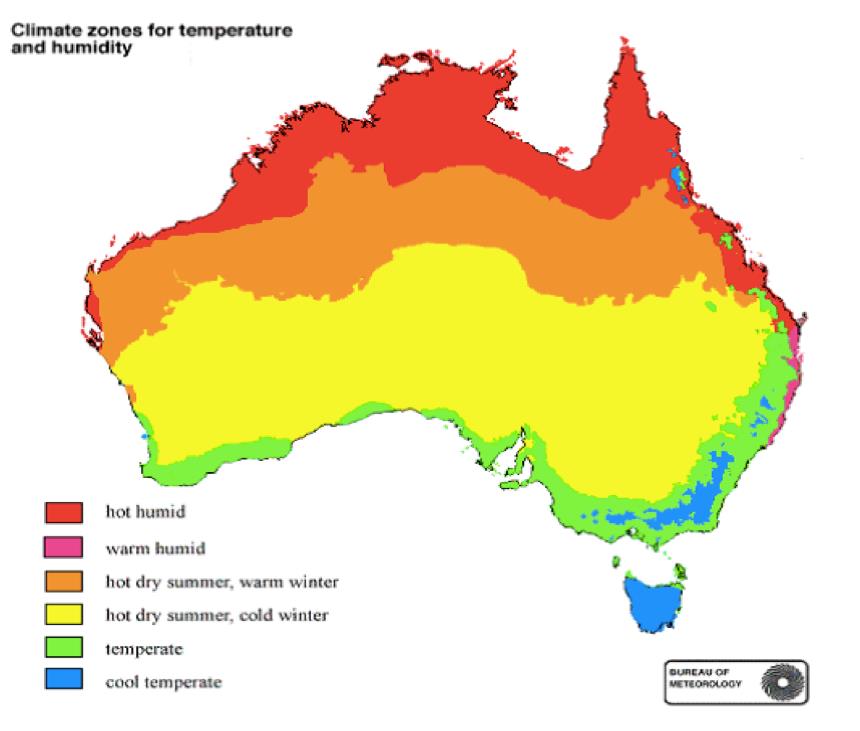 Climate zones for temperature
and humidity
hot humid
warm humid
hot dry summer, warm winter
hot dry summer, cold winter
temperate
cool temperate
BUREAU OF
METEOROLOGY